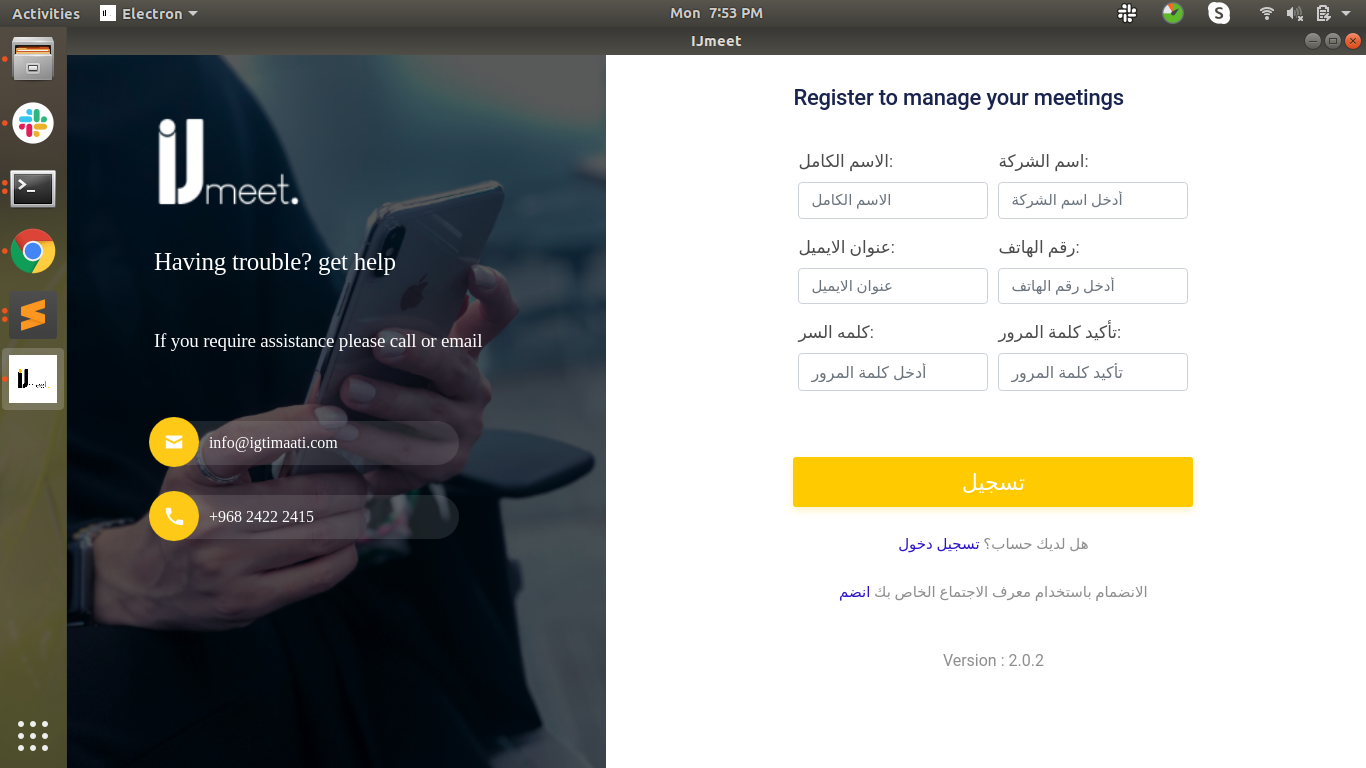 Activities
Electron
Mon 7:53 PM
S
IJmeet
iJmeet.
Having trouble? get help
If you require assistance please call or email
info@igtimaati.com
+968 2422 2415
Register to manage your meetings
الاسم الكامل:
اسم الشركة:
الاسم الكامل
أدخل اسم الشركة
عنوان الايميل:
رقم الهاتف:
عنوان الايميل
أدخل رقم الهاتف
كلمه السر:
تأكيد كلمة المرور:
أدخل كلمة المرور
تأكيد كلمة المرور
تسجيل
هل لديك حساب؟ تسجيل دخول
الانضمام باستخدام معرف الاجتماع الخاص بك انضم
Version : 2.0.2